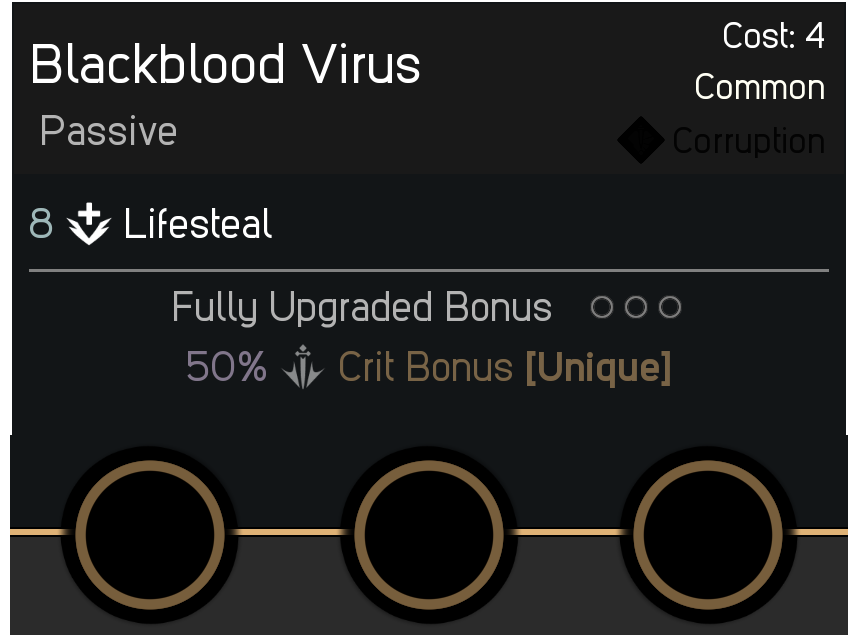 Blackblood Virus
Passive
Cost: 4
Common
Corruption
8 Lifesteal
Fully Upgraded Bonus
50% Crit Bonus [Unique]